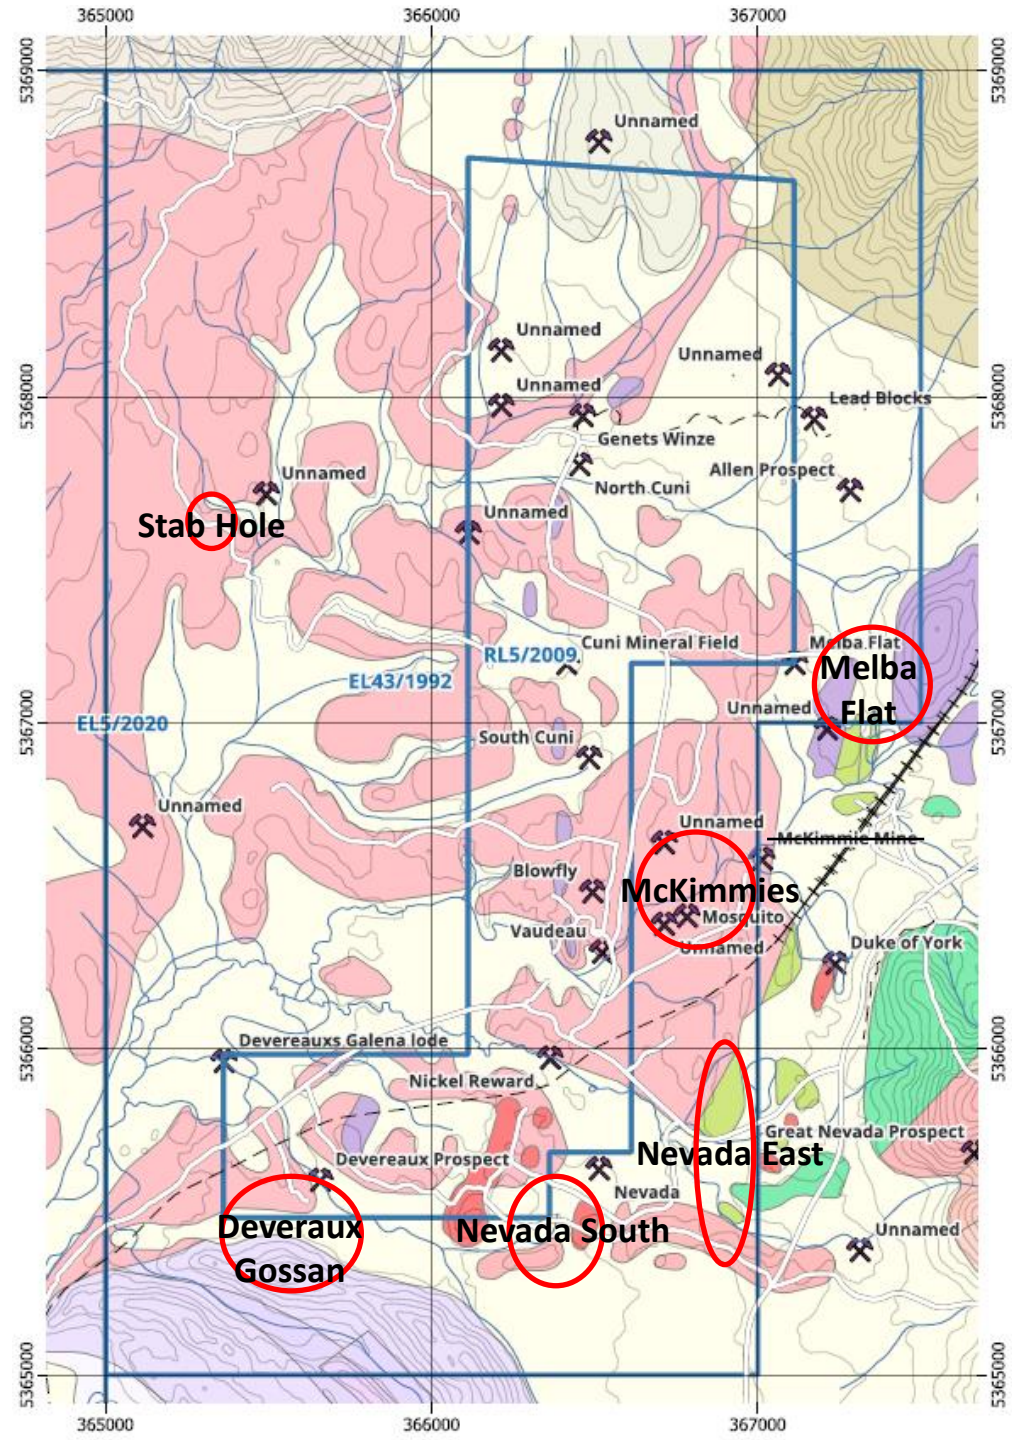 365000
366000
367000
5369000
5369000
Unnamed
Unnamed
Unnamed
Unnamed
5368000
Lead Blocks
5368000
Genets Winze
Unnamed
Allen Prospect
North Cuni
Unnamed
Stab Hole
Cuni Mineral Field
Melba Flat
RL5/2009
Melba
Flat
EL43/1992
Unnamed
5367000
EL5/2020
5367000
South Cuni
Unnamed
Unnamed
McKimmie Mine
Blowfly
McKimmies
Mosquito
Vaudeau
Unnamed
Duke of York
5366000
Devereauxs Galena lode
5366000
Nickel Reward
Great Nevada Prospect
Devereaux Prospect
Nevada East
Nevada
Deveraux
Gossan
Nevada South
Unnamed
5365000
5365000
365000
366000
367000